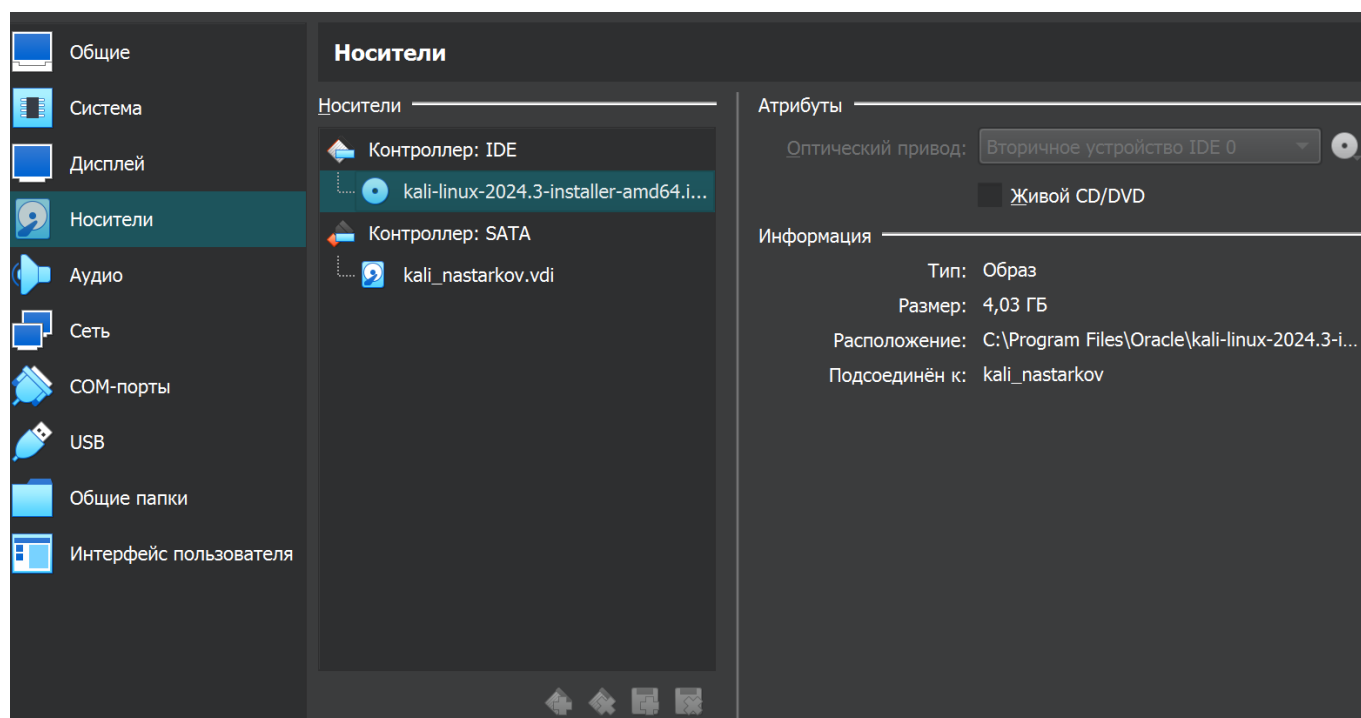 Общие
Система
Дисплей
Носители
Аудио
Сеть
COM-порты
USB
Общие папки
Интерфейс пользователя
Носители
Носители
Контроллер: IDE
kali-linux-2024.3-installer-amd64.i...
Контроллер: SATA
kali_nastarkov.vdi
Атрибуты
Оптический привод: Вторичное устройство IDE 0
Живой CD/DVD
Информация
Тип: Образ
Размер: 4,03 ГБ
Расположение: C:\Program Files\Oracle\kali-linux-2024.3-i...
Подсоединён к: kali_nastarkov